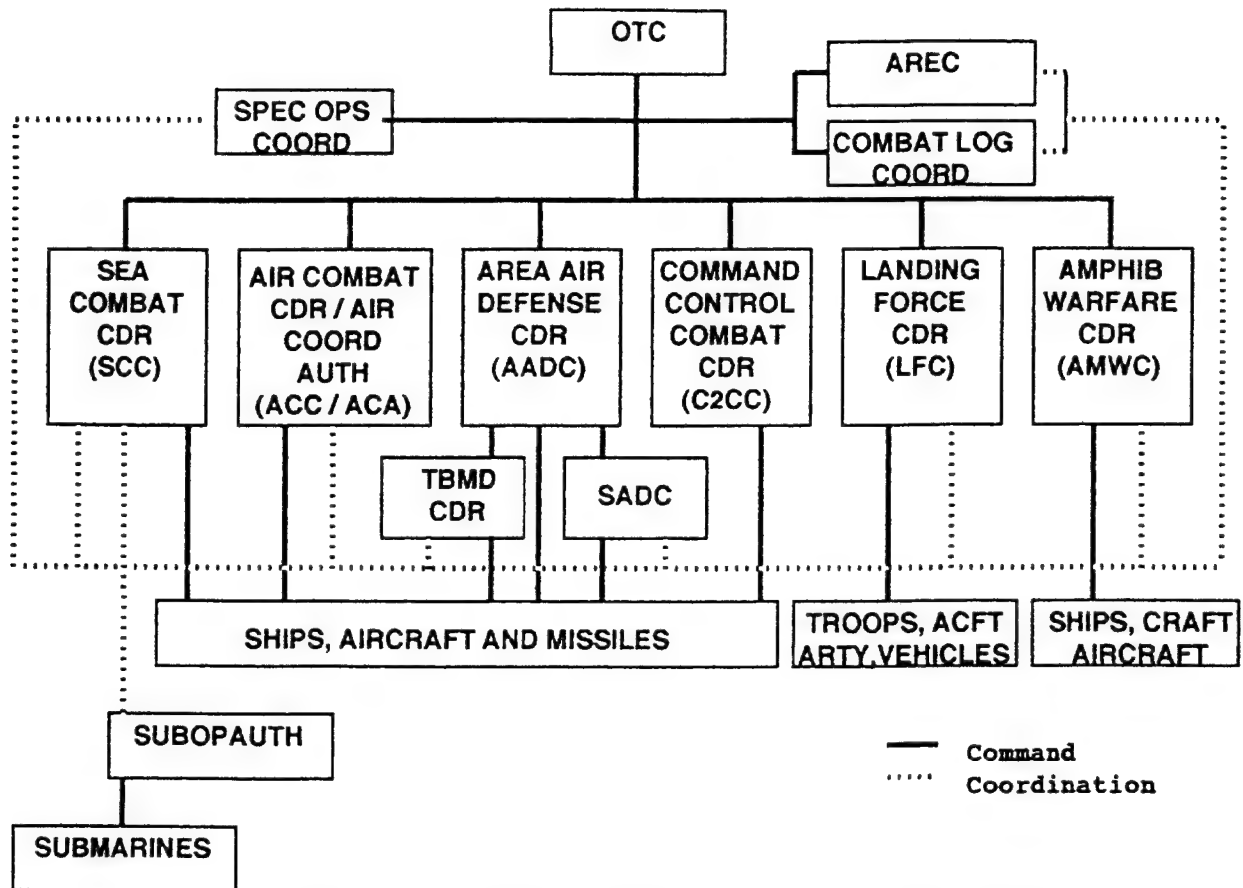 OTC
AREC
SPEC OPS
COORD
COMBAT LOG
COORD
SEA
COMBAT
CDR
(SCC)
AIR COMBAT
CDR / AIR
COORD
AUTH
(ACC / ACA)
AREA AIR
DEFENSE
CDR
(AADC)
COMMAND
CONTROL
COMBAT
CDR
(C2CC)
LANDING
FORCE
CDR
(LFC)
AMPHIB
WARFARE
CDR
(AMWC)
TBMD
CDR
SADC
SHIPS, AIRCRAFT AND MISSILES
TROOPS, ACFT
ARTY,VEHICLES
SHIPS, CRAFT
AIRCRAFT
SUBOPAUTH
Command
Coordination
SUBMARINES